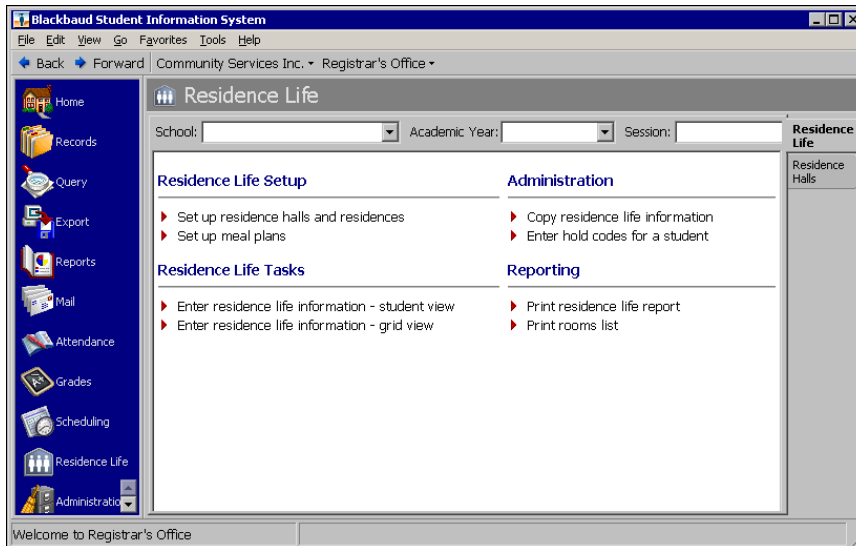 Blackbaud Student Information System
File Edit View Go Favorites Tools Help
Back Forward Community Services Inc. Registrar's Office
Home
Records
Query
Export
Reports
Mail
Attendance
Grades
Scheduling
Residence Life
Administratio
Residence Life
School: Academic Year: Session:
Residence Life Setup
Set up residence halls and residences
Set up meal plans
Administration
Copy residence life information
Enter hold codes for a student
Residence Life Tasks
Enter residence life information - student view
Enter residence life information - grid view
Reporting
Print residence life report
Print rooms list
Residence
Life
Residence
Halls
Welcome to Registrar's Office